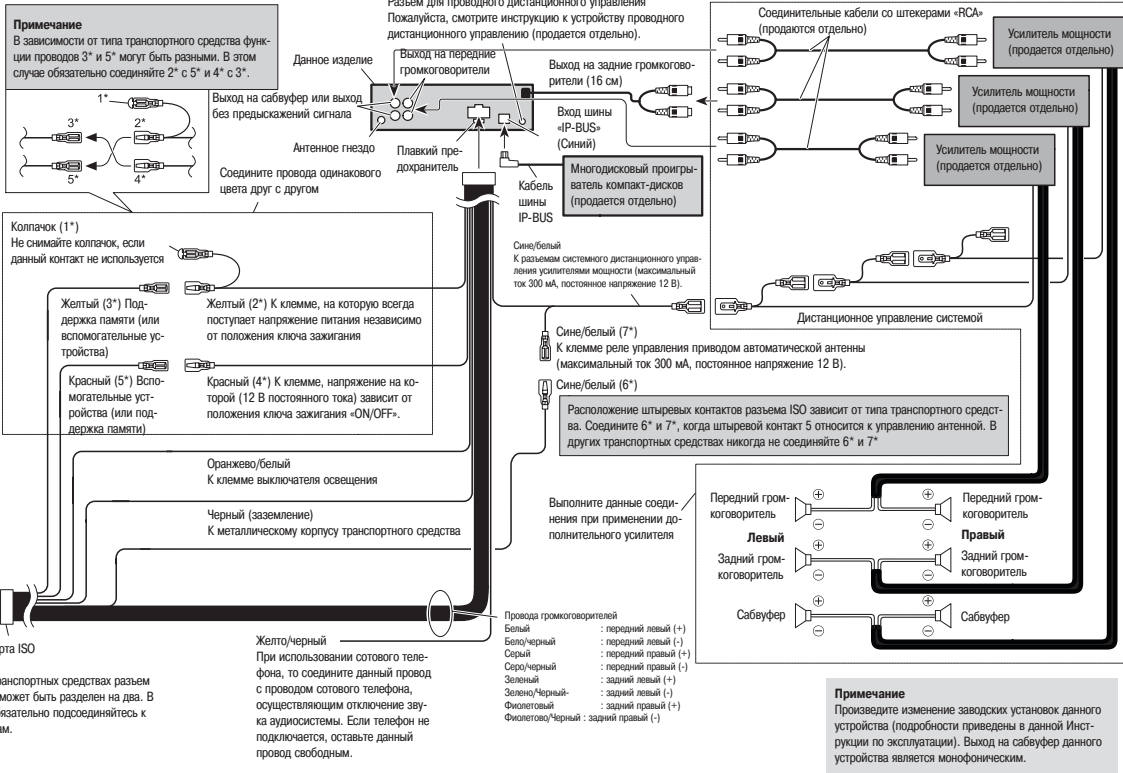 Примечание
В зависимости от типа транспортного средства функ-
ции проводов 3* и 5* могут быть разными. В этом
случае обязательно соединяйте 2* с 5* и 4* с 3*.
1*
3*
2*
5*
4*
Разъем для проводного дистанционного управления
Пожалуйста, смотрите инструкцию к устройству проводного
дистанционного управлению (продается отдельно).
Данное изделие
Выход на передние
громкоговорители
Выход на задние громкогово-
рители (16 см)
Выход на сабвуфер или выход
без предыскажений сигнала
Антенное гнездо
Плавкий пре-
дохранитель
Вход шины
«IP-BUS»
(Синий)
Кабель
шины
IP-BUS
Многодисковый проигры-
ватель компакт-дисков
(продается отдельно)
Соединительные кабели со штекерами «RCA»
(продаются отдельно)
Усилитель мощности
(продается отдельно)
Усилитель мощности
(продается отдельно)
Усилитель мощности
(продается отдельно)
Соедините провода одинакового
цвета друг с другом
Колпачок (1*)
Не снимайте колпачок, если
данный контакт не используется
Желтый (3*) Под-
держка памяти (или
вспомогательные ус-
тройства)
Желтый (2*) К клемме, на которую всегда
поступает напряжение питания независимо
от положения ключа зажигания
Красный (5*) Вспо-
могательные уст-
ройства (или под-
держка памяти)
Красный (4*) К клемме, напряжение на ко-
торой (12 В постоянного тока) зависит от
положения ключа зажигания «ON/OFF».
Сине/белый
К разъемам системного дистанционного управ-
ления усилителями мощности (максимальный
ток 300 мА, постоянное напряжение 12 В).
Дистанционное управление системой
Сине/белый (7*)
К клемме реле управления приводом автоматической антенны
(максимальный ток 300 мА, постоянное напряжение 12 В).
Сине/белый (6*)
Расположение штыревых контактов разъема ISO зависит от типа транспортного средст-
ва. Соедините 6* и 7*, когда штыревой контакт 5 относится к управлению антенной. В
других транспортных средствах никогда не соединяйте 6* и 7*
Оранжево/белый
К клемме выключателя освещения
Черный (заземление)
К металлическому корпусу транспортного средства
Выполните данные соеди-
нения при применении до-
полнительного усилителя
Передний гром-
коговоритель
Левый
Задний гром-
коговоритель
Сабвуфер
+
−
+
−
+
−
+
−
+
−
+
−
Передний гром-
коговоритель
Правый
Задний гром-
коговоритель
Сабвуфер
рта ISO
ранспортных средствах разъем
может быть разделен на два. В
бязательно подсоединяйтесь к
ам.
Желто/черный
При использовании сотового теле-
фона, то соедините данный провод
с проводом сотового телефона,
осуществляющим отключение зву-
ка аудиосистемы. Если телефон не
подключается, оставьте данный
провод свободным.
Провода громкоговорителей
Белый : передний левый (+)
Бело/черный : передний левый (-)
Серый : передний правый (+)
Серо/черный : передний правый (-)
Зеленый : задний левый (+)
Зелено/Черный- : задний левый (-)
Фиолетовый : задний правый (+)
Фиолетово/Черный : задний правый (-)
Примечание
Произведите изменение заводских установок данного
устройства (подробности приведены в данной Инст-
рукции по эксплуатации). Выход на сабвуфер данного
устройства является монофоническим.